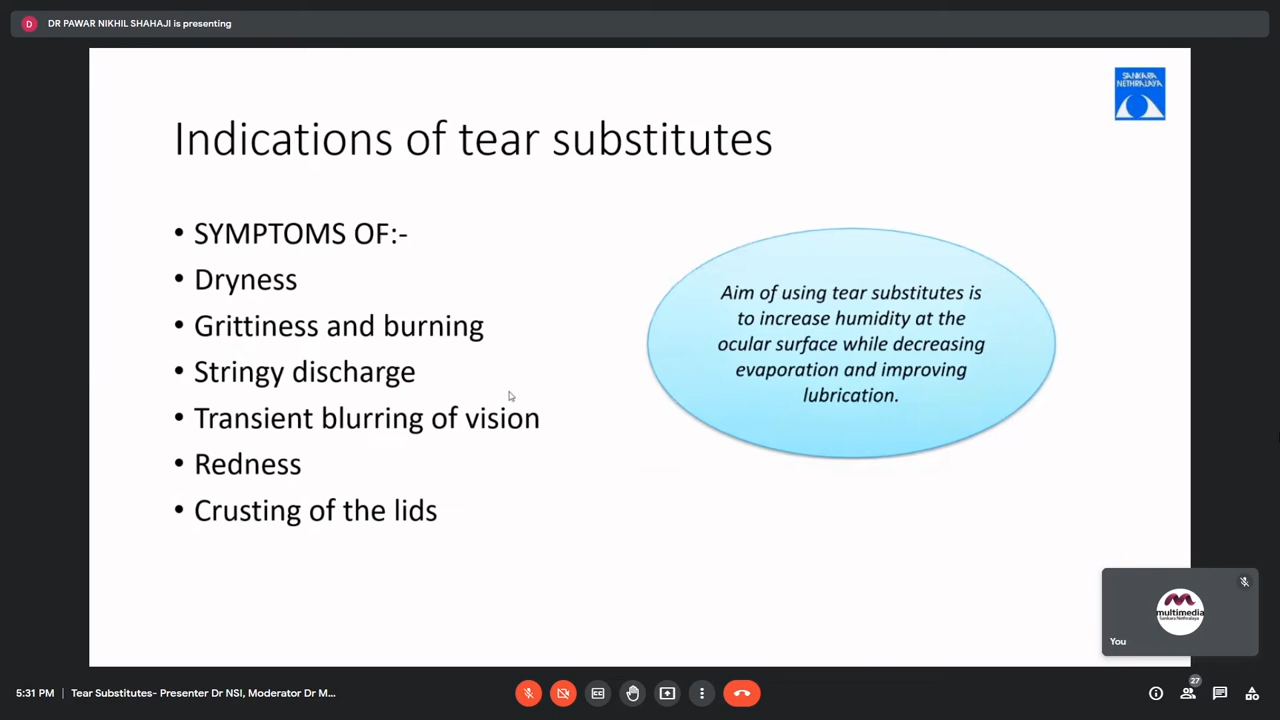 D DR PAWAR NIKHIL SHAHAJI is presenting
SANKARA
NETHRALAYA
Indications of tear substitutes
• SYMPTOMS OF:-
• Dryness
• Grittiness and burning
• Stringy discharge
• Transient blurring of vision
• Redness
• Crusting of the lids
Aim of using tear substitutes is
to increase humidity at the
ocular surface while decreasing
evaporation and improving
lubrication.
multimedia
Sankara Nethralaya
You
5:31 PM | Tear Substitutes- Presenter Dr NSI, Moderator Dr M...
27